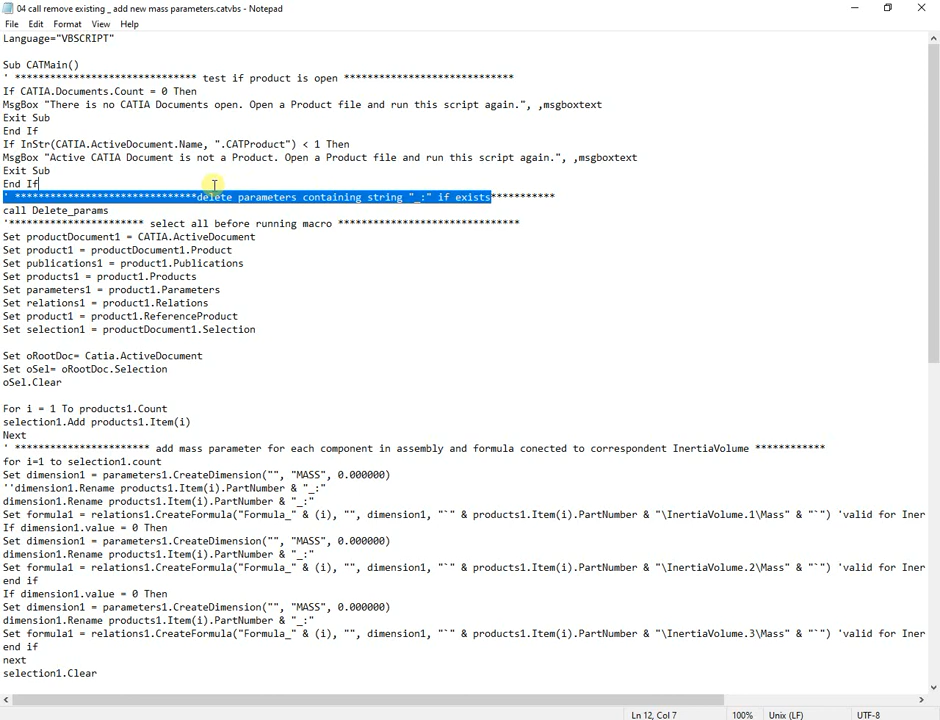 04 call remove existing _ add new mass parameters.catvbs - Notepad
File Edit Format View Help
Language="VBSCRIPT"
Sub CATMain()
' ******************************* test if product is open *****************************
If CATIA.Documents.Count = 0 Then
MsgBox "There is no CATIA Documents open. Open a Product file and run this script again.", ,msgboxtext
Exit Sub
End If
If InStr(CATIA.ActiveDocument.Name, ".CATProduct") < 1 Then
MsgBox "Active CATIA Document is not a Product. Open a Product file and run this script again.", ,msgboxtext
Exit Sub
End If
' *******************************delete parameters containing string "_:" if exists***********
call Delete_params
'*********************** select all before running macro *******************************
Set productDocument1 = CATIA.ActiveDocument
Set product1 = productDocument1.Product
Set publications1 = product1.Publications
Set products1 = product1.Products
Set parameters1 = product1.Parameters
Set relations1 = product1.Relations
Set product1 = product1.ReferenceProduct
Set selection1 = productDocument1.Selection
Set oRootDoc= Catia.ActiveDocument
Set oSel= oRootDoc.Selection
oSel.Clear
For i = 1 To products1.Count
selection1.Add products1.Item(i)
Next
' *********************** add mass parameter for each component in assembly and formula conected to correspondent InertiaVolume ************
for i=1 to selection1.count
Set dimension1 = parameters1.CreateDimension("", "MASS", 0.000000)
''dimension1.Rename products1.Item(i).PartNumber & "_:"
dimension1.Rename products1.Item(i).PartNumber & "_:"
Set formula1 = relations1.CreateFormula("Formula_" & (i), "", dimension1, "`" & products1.Item(i).PartNumber & "\InertiaVolume.1\Mass" & "`") 'valid for Iner
If dimension1.value = 0 Then
Set dimension1 = parameters1.CreateDimension("", "MASS", 0.000000)
dimension1.Rename products1.Item(i).PartNumber & "_:"
Set formula1 = relations1.CreateFormula("Formula_" & (i), "", dimension1, "`" & products1.Item(i).PartNumber & "\InertiaVolume.2\Mass" & "`") 'valid for Iner
end if
If dimension1.value = 0 Then
Set dimension1 = parameters1.CreateDimension("", "MASS", 0.000000)
dimension1.Rename products1.Item(i).PartNumber & "_:"
Set formula1 = relations1.CreateFormula("Formula_" & (i), "", dimension1, "`" & products1.Item(i).PartNumber & "\InertiaVolume.3\Mass" & "`") 'valid for Iner
end if
next
selection1.Clear
Ln 12, Col 7 100% Unix (LF) UTF-8